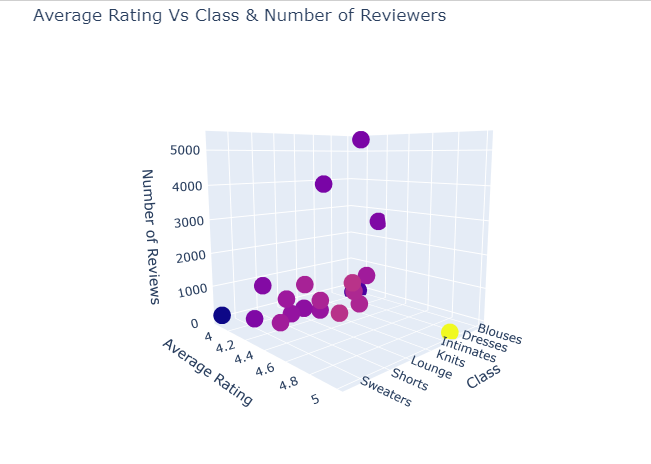 Average Rating Vs Class & Number of Reviewers
5000
4000
3000
2000
1000
0
Number of Reviews
4
4.2
4.4
4.6
4.8
5
Average Rating
Blouses
Dresses
Intimates
Knits
Lounge
Shorts
Sweaters
Class